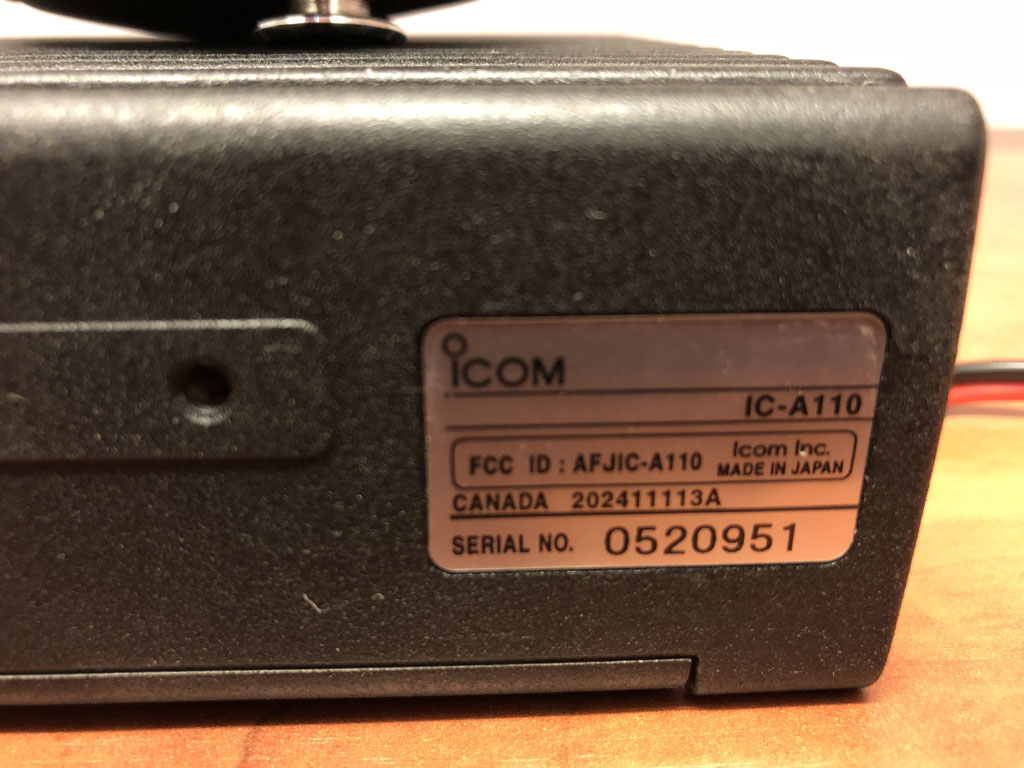 ICOM
IC-A110
FCC ID : AFJIC-A110 Icom Inc.
MADE IN JAPAN
CANADA 202411113A
SERIAL NO. 0520951